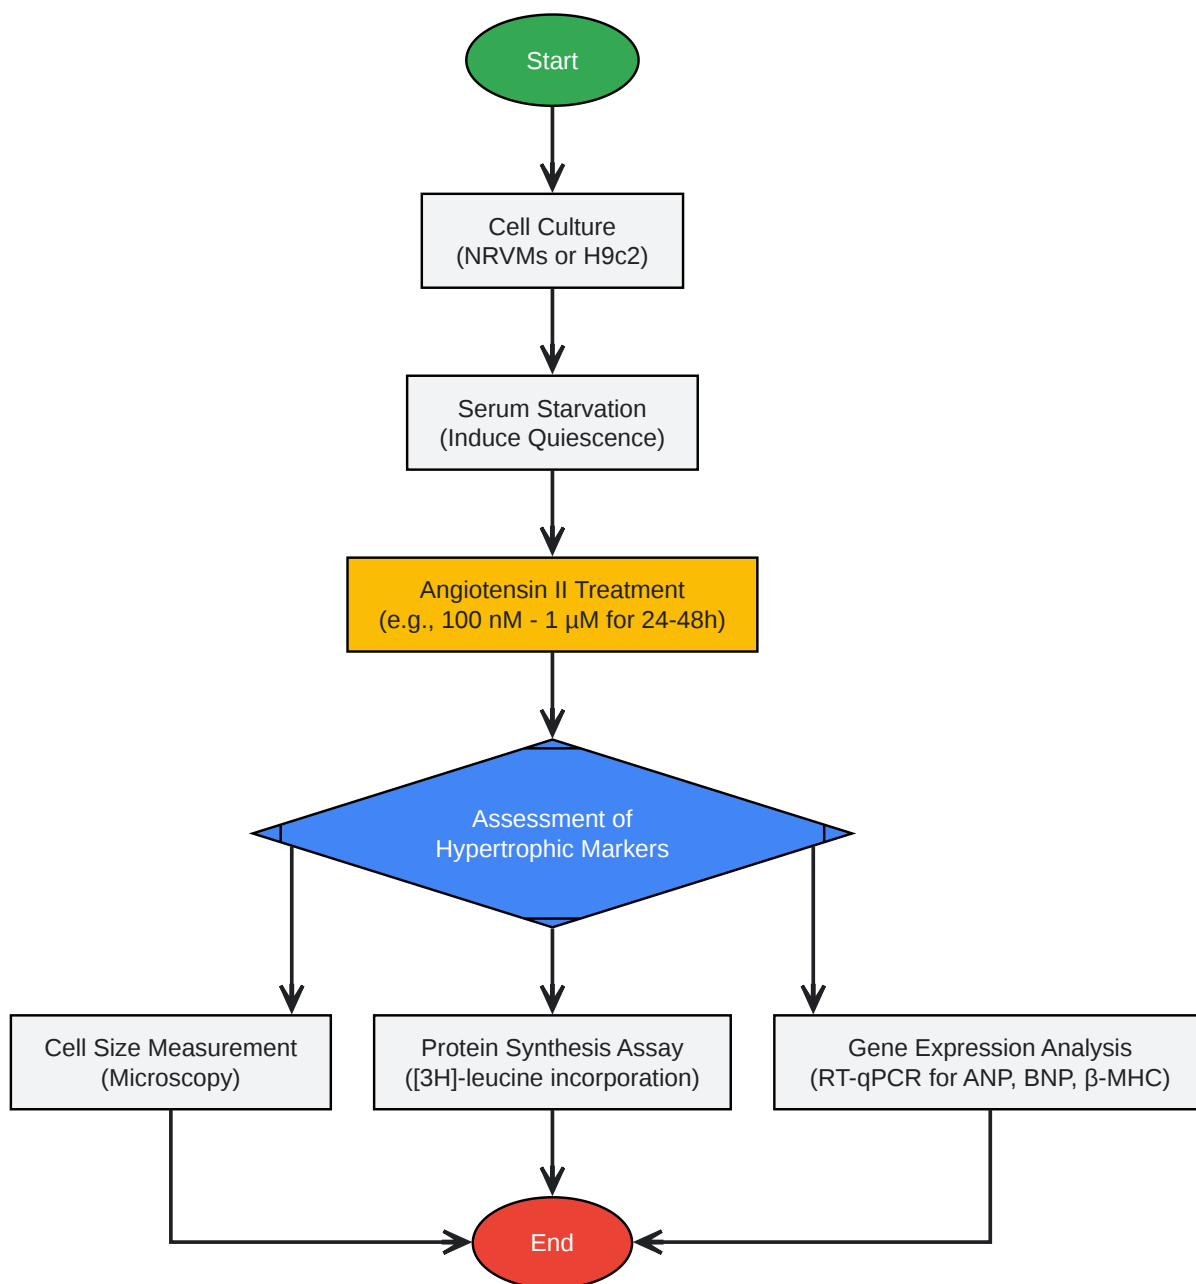 Start
Cell Culture
(NRVMs or H9c2)
Serum Starvation
(Induce Quiescence)
Angiotensin II Treatment
(e.g., 100 nM - 1 µM for 24-48h)
Assessment of
Hypertrophic Markers
Cell Size Measurement
(Microscopy)
Protein Synthesis Assay
([3H]-leucine incorporation)
Gene Expression Analysis
(RT-qPCR for ANP, BNP, β-MHC)
End